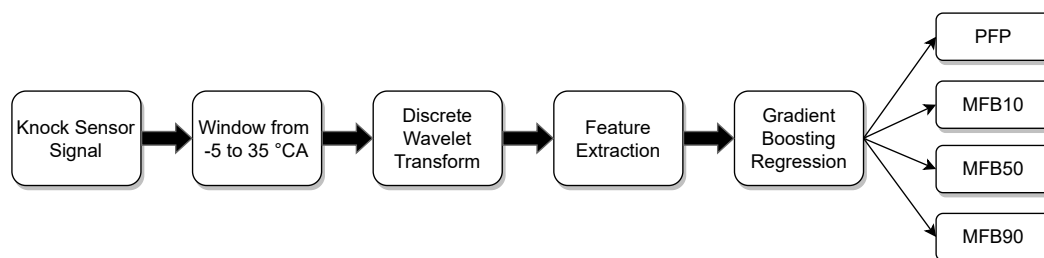 Knock Sensor
Signal
Window from
-5 to 35 °CA
Discrete
Wavelet
Transform
Feature
Extraction
Gradient
Boosting
Regression
PFP
MFB10
MFB50
MFB90